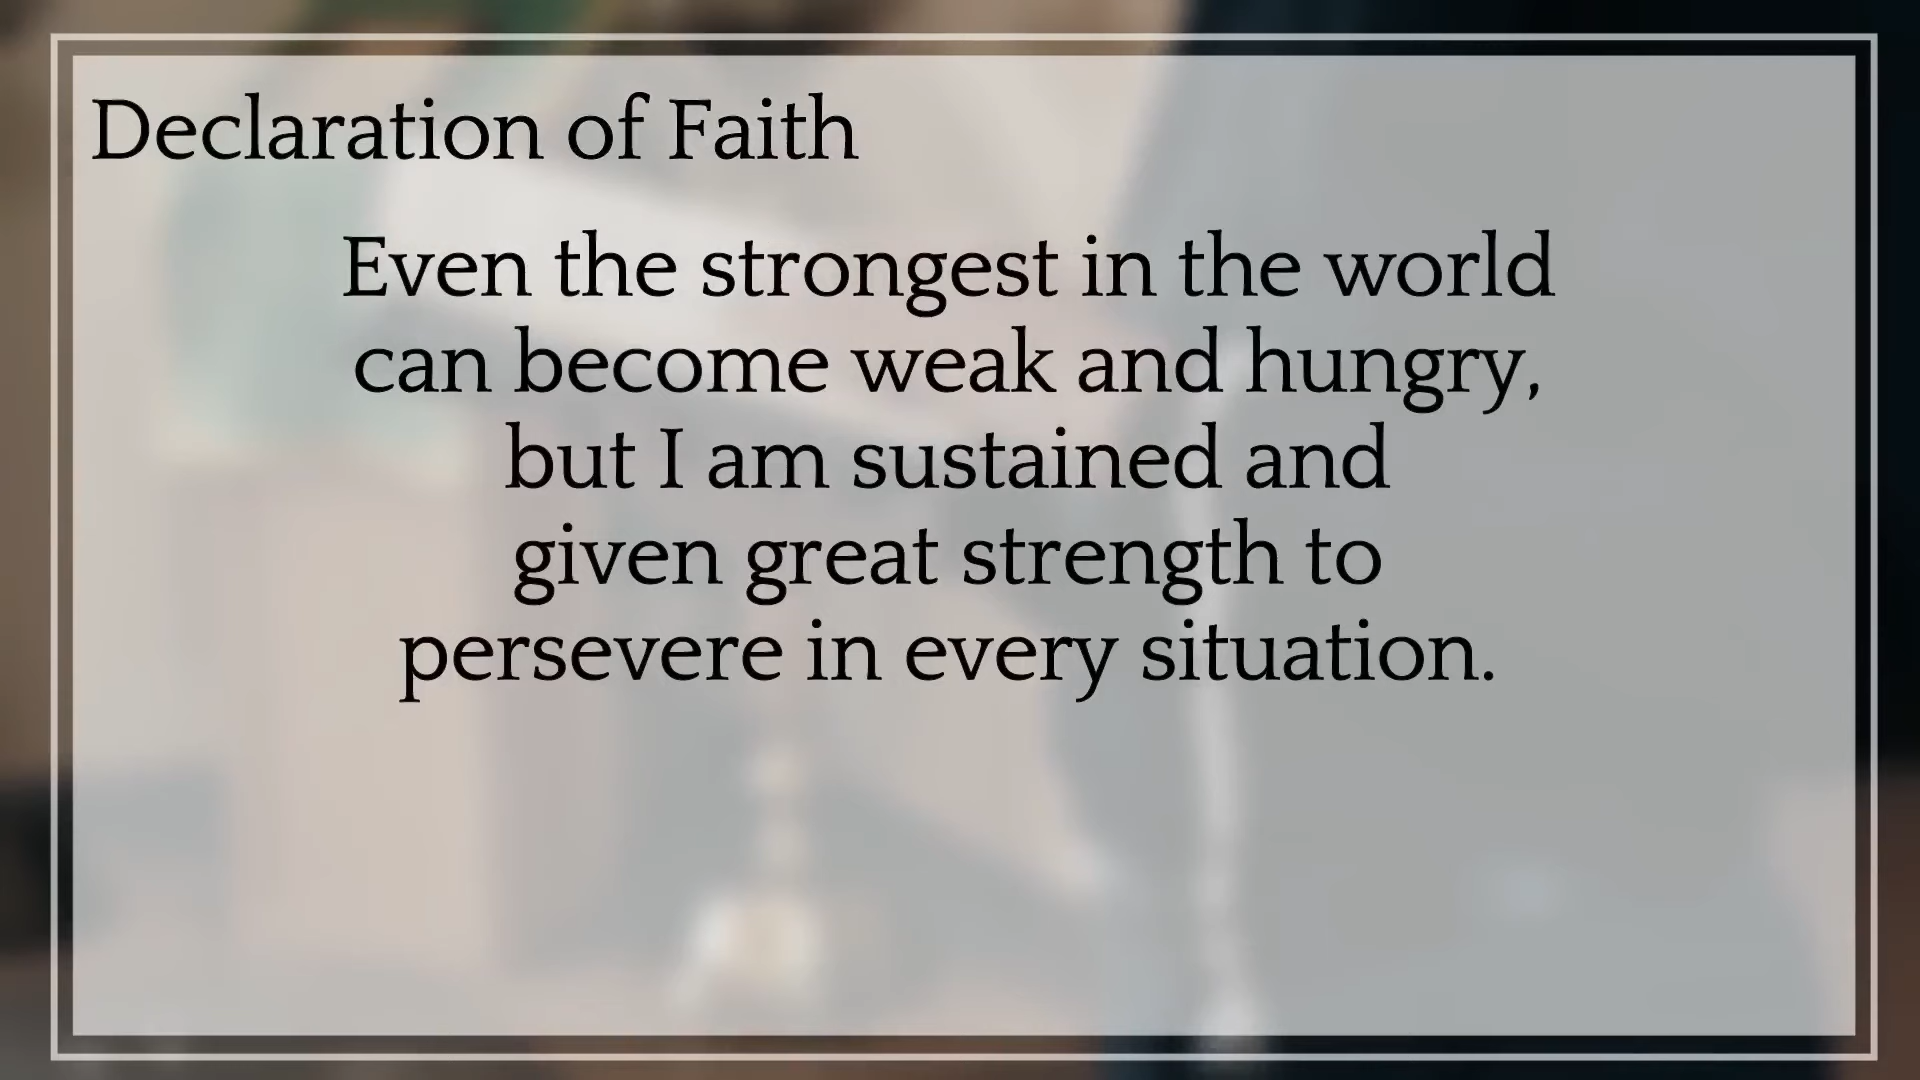 Declaration of Faith
Even the strongest in the world
can become weak and hungry,
but I am sustained and
given great strength to
persevere in every situation.